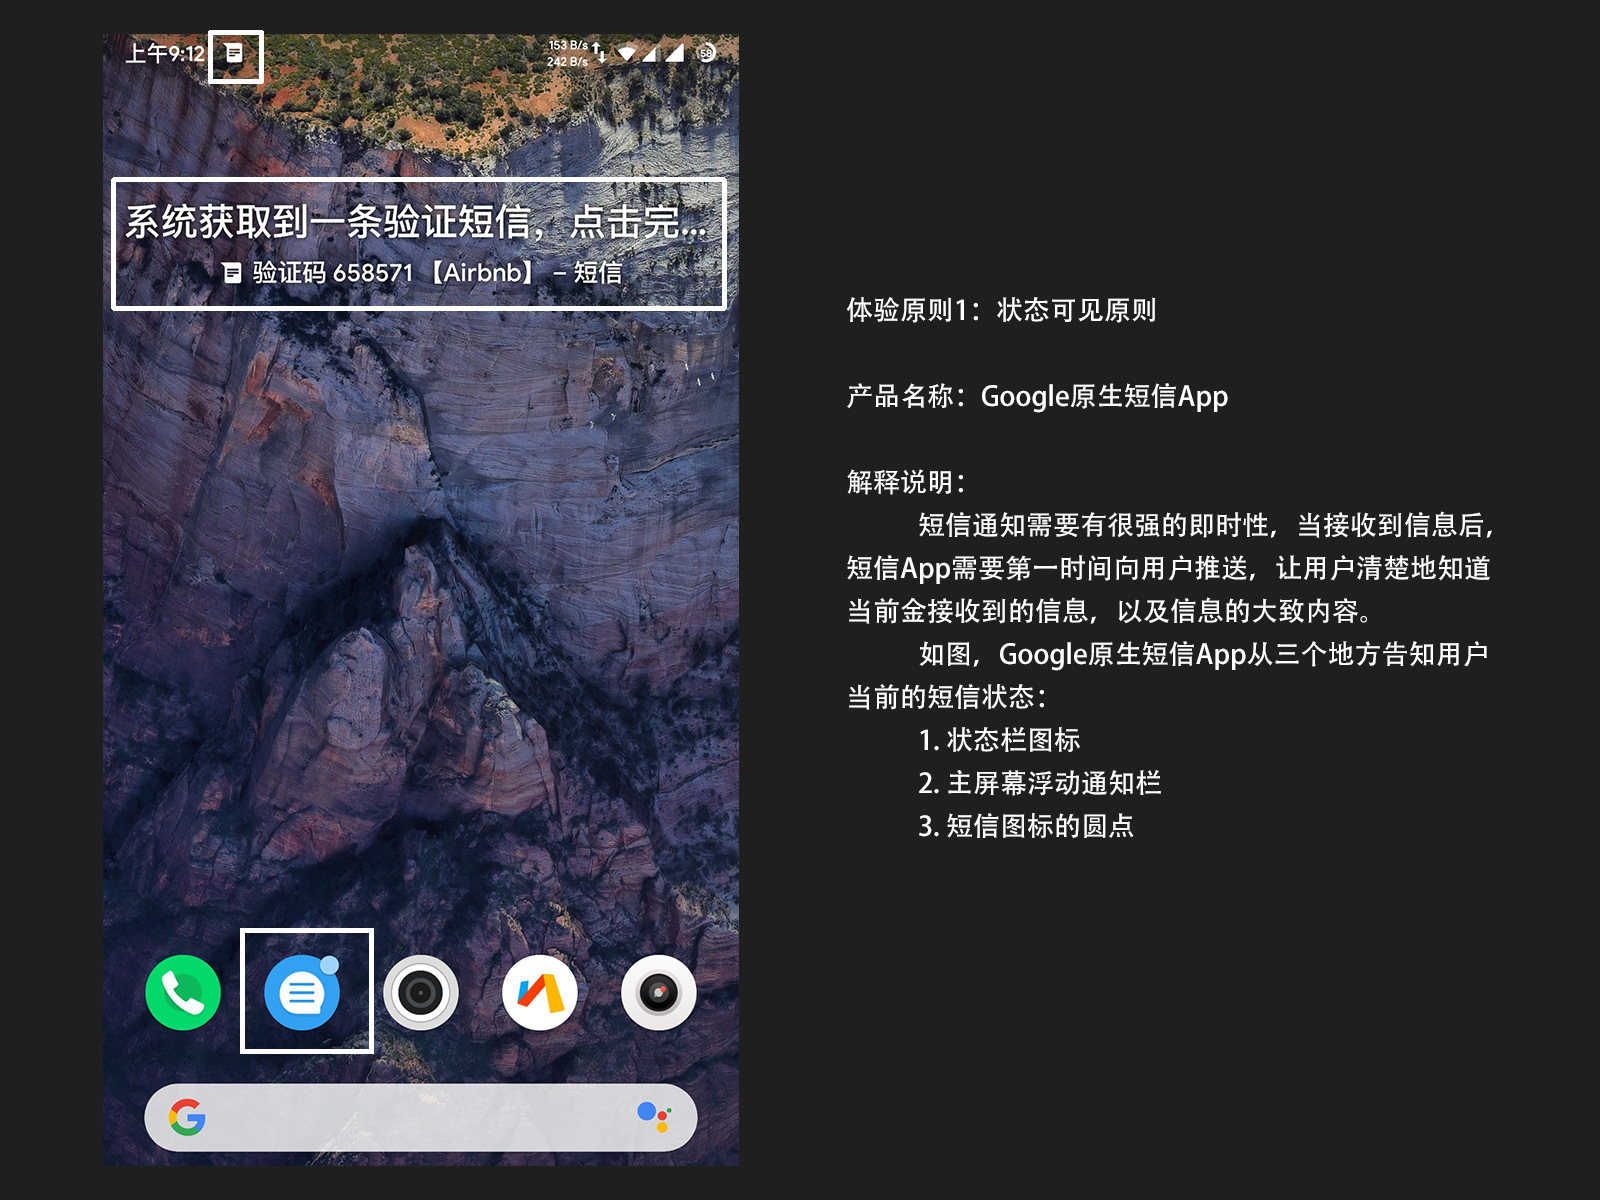 上午9:12
153 B/s
242 B/s
58
系统获取到一条验证短信，点击完...
验证码 658571 【Airbnb】 – 短信
体验原则1：状态可见原则
产品名称：Google原生短信App
解释说明：
短信通知需要有很强的即时性，当接收到信息后，
短信App需要第一时间向用户推送，让用户清楚地知道
当前金接收到的信息，以及信息的大致内容。
如图，Google原生短信App从三个地方告知用户
当前的短信状态：
1. 状态栏图标
2. 主屏幕浮动通知栏
3. 短信图标的圆点